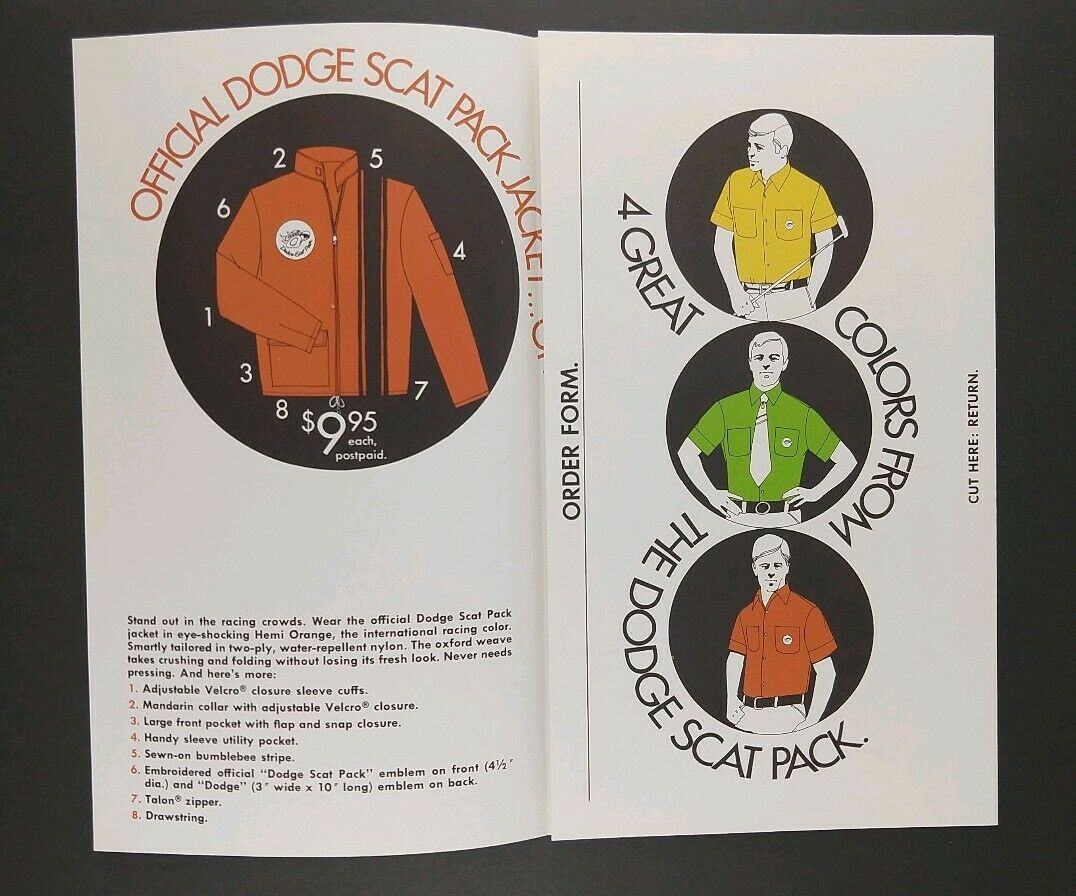 OFFICIAL DODGE SCAT PACK JACKET....
2
5
6
4
1
3
7
8
$9 95
each,
postpaid.
Stand out in the racing crowds. Wear the official Dodge Scat Pack
jacket in eye-shocking Hemi Orange, the international racing color.
Smartly tailored in two-ply, water-repellent nylon. The oxford weave
takes crushing and folding without losing its fresh look. Never needs
pressing. And here's more:
1. Adjustable Velcro® closure sleeve cuffs.
2. Mandarin collar with adjustable Velcro® closure.
3. Large front pocket with flap and snap closure.
4. Handy sleeve utility pocket.
5. Sewn-on bumblebee stripe.
6. Embroidered official "Dodge Scat Pack" emblem on front (4½"
dia.) and "Dodge" (3" wide x 10" long) emblem on back.
7. Talon® zipper.
8. Drawstring.
ORDER FORM.
4 GREAT
COLORS FROM
THE DODGE SCAT PACK.
CUT HERE: RETURN.